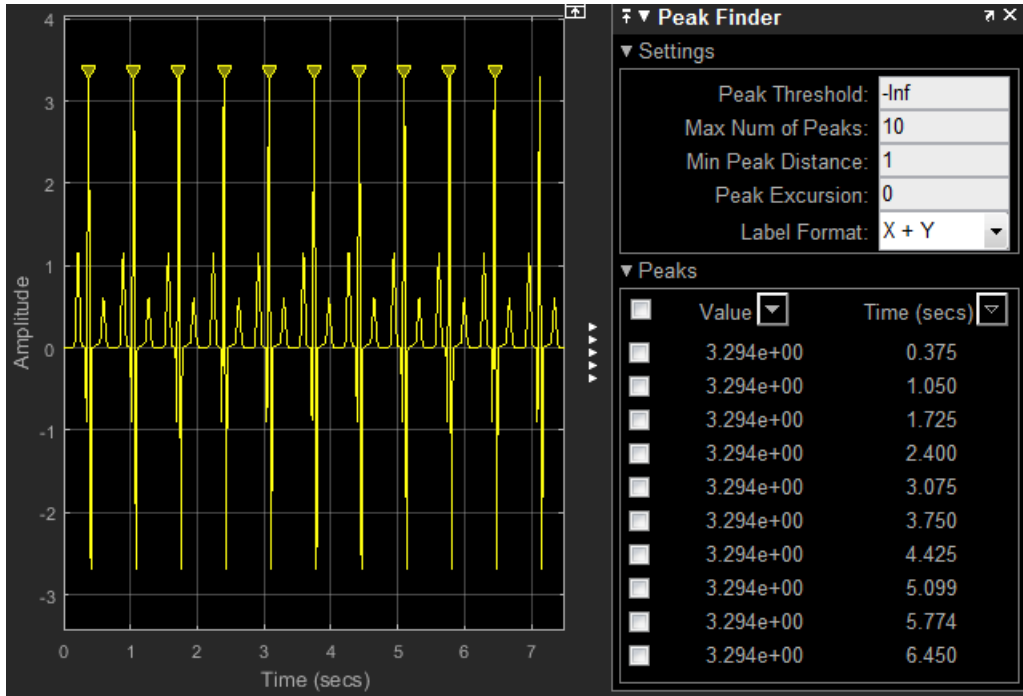 4
3
2
1
0
-1
-2
-3
Amplitude
0 1 2 3 4 5 6 7
Time (secs)
Peak Finder
Settings
Peak Threshold: -Inf
Max Num of Peaks: 10
Min Peak Distance: 1
Peak Excursion: 0
Label Format: X + Y
Peaks
Value Time (secs)
3.294e+00 0.375
3.294e+00 1.050
3.294e+00 1.725
3.294e+00 2.400
3.294e+00 3.075
3.294e+00 3.750
3.294e+00 4.425
3.294e+00 5.099
3.294e+00 5.774
3.294e+00 6.450